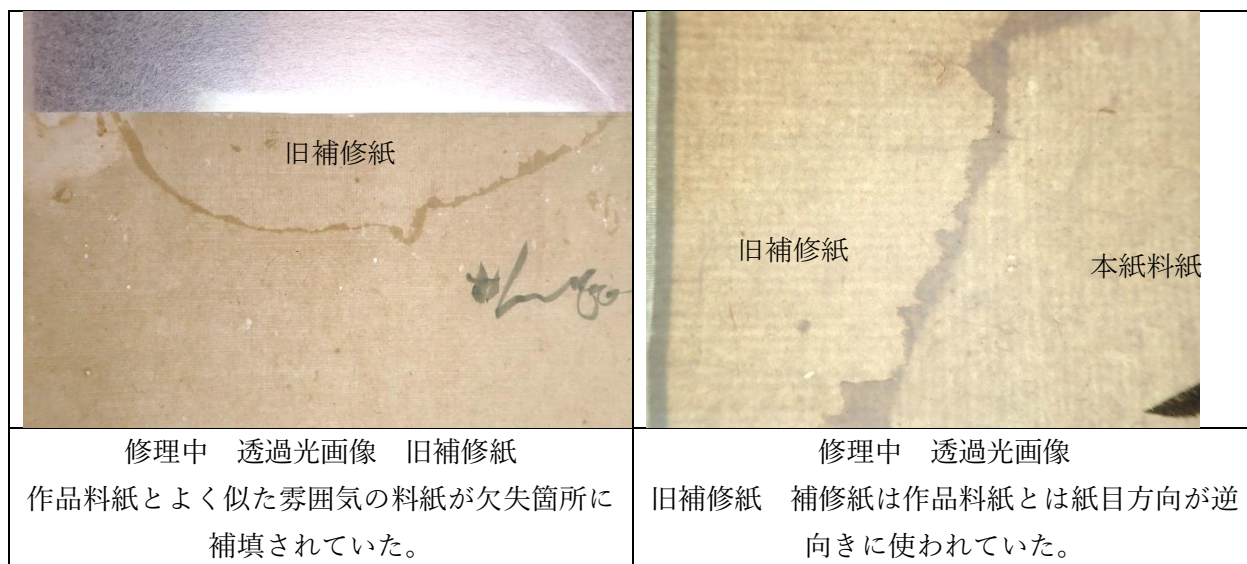 旧補修紙
旧補修紙
本紙料紙
修理中　透過光画像　旧補修紙
作品料紙とよく似た雰囲気の料紙が欠失箇所に
補填されていた。
修理中　透過光画像
旧補修紙　補修紙は作品料紙とは紙目方向が逆
向きに使われていた。